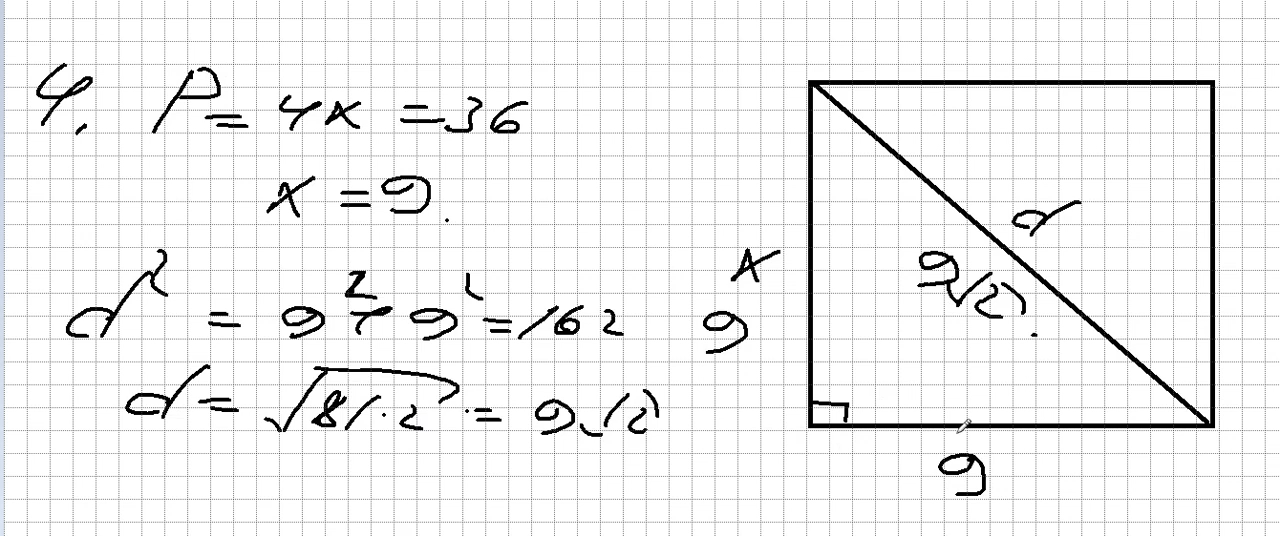 4. P = 4x = 36
x = 9.
d² = 9² + 9² = 162
d = √81·2 = 9√2
x
9
d
9√2.
9